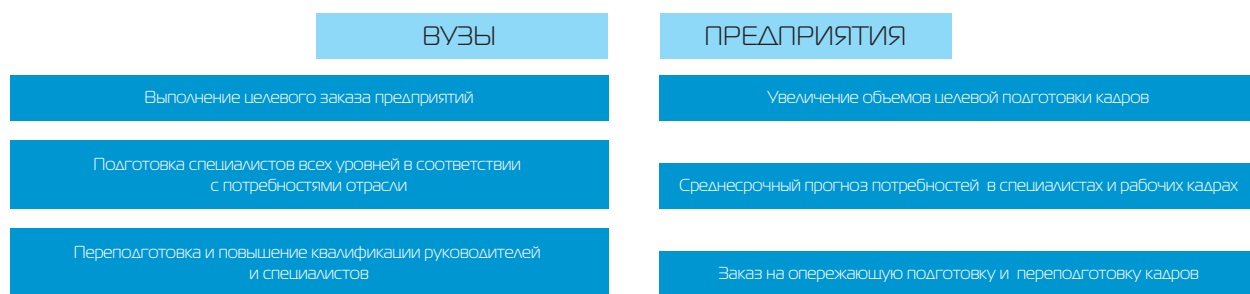 ВУЗЫ
Выполнение целевого заказа предприятий
Подготовка специалистов всех уровней в соответствии
с потребностями отрасли
Переподготовка и повышение квалификации руководителей
и специалистов
ПРЕДПРИЯТИЯ
Увеличение объемов целевой подготовки кадров
Среднесрочный прогноз потребностей в специалистах и рабочих кадрах
Заказ на опережающую подготовку и переподготовку кадров